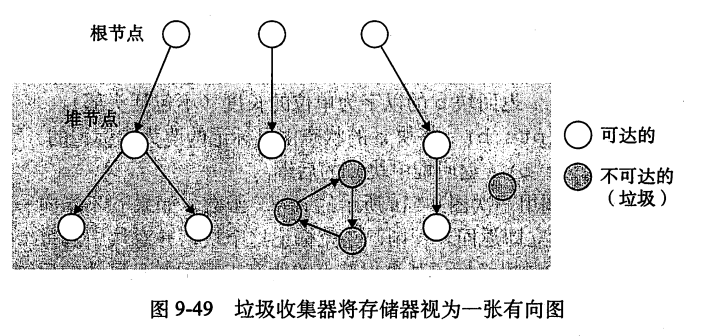 根节点
堆节点
可达的
不可达的
（垃圾）
图 9-49 垃圾收集器将存储器视为一张有向图